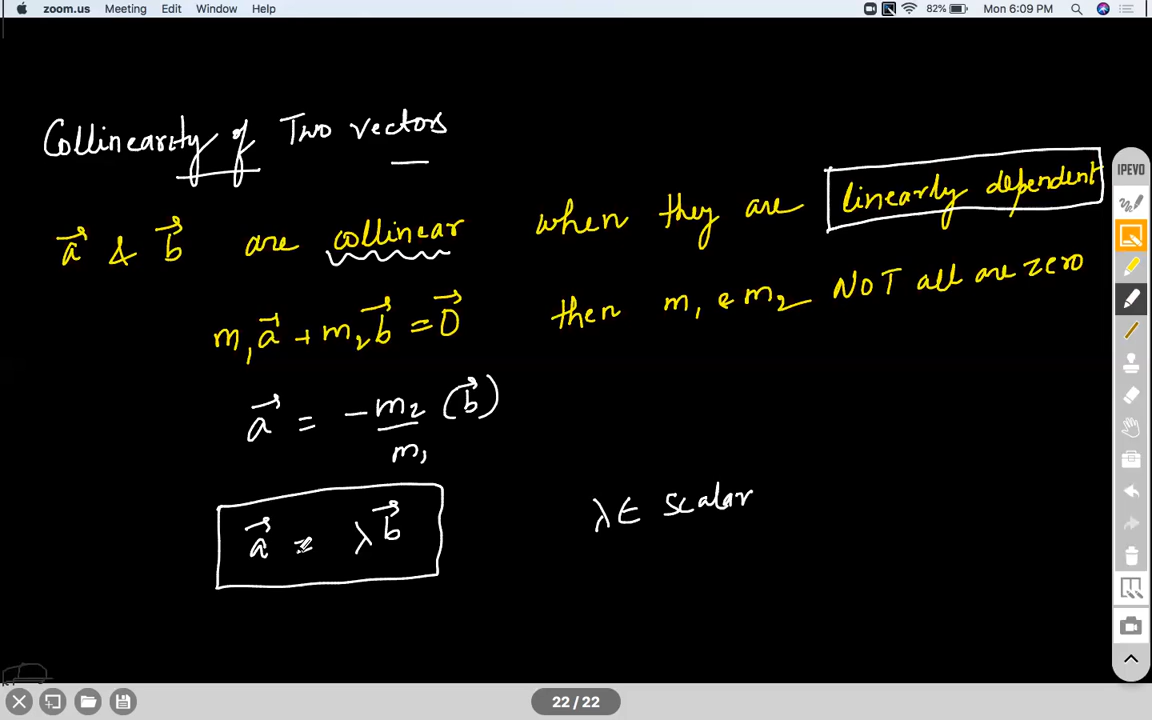 zoom.us Meeting Edit Window Help 82% Mon 6:09 PM
Collinearity of Two vectors
a⃗ & b⃗ are collinear when they are linearly dependent
m₁a⃗ + m₂b⃗ = 0⃗ then m₁ & m₂ NOT all are zero
a⃗ = -m₂/m₁ (b⃗)
a⃗ = λb⃗ λ∈ scalar
IPEVO
22 / 22